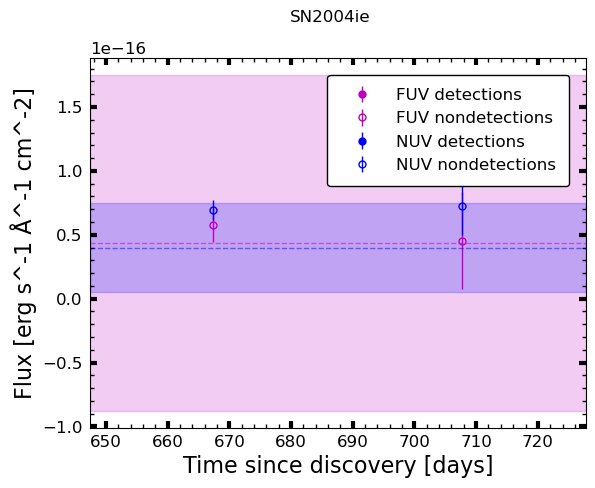 SN2004ie
1e−16
FUV detections
FUV nondetections
NUV detections
NUV nondetections
1.5
1.0
0.5
0.0
−0.5
−1.0
Flux [erg s^-1 Å^-1 cm^-2]
650 660 670 680 690 700 710 720
Time since discovery [days]